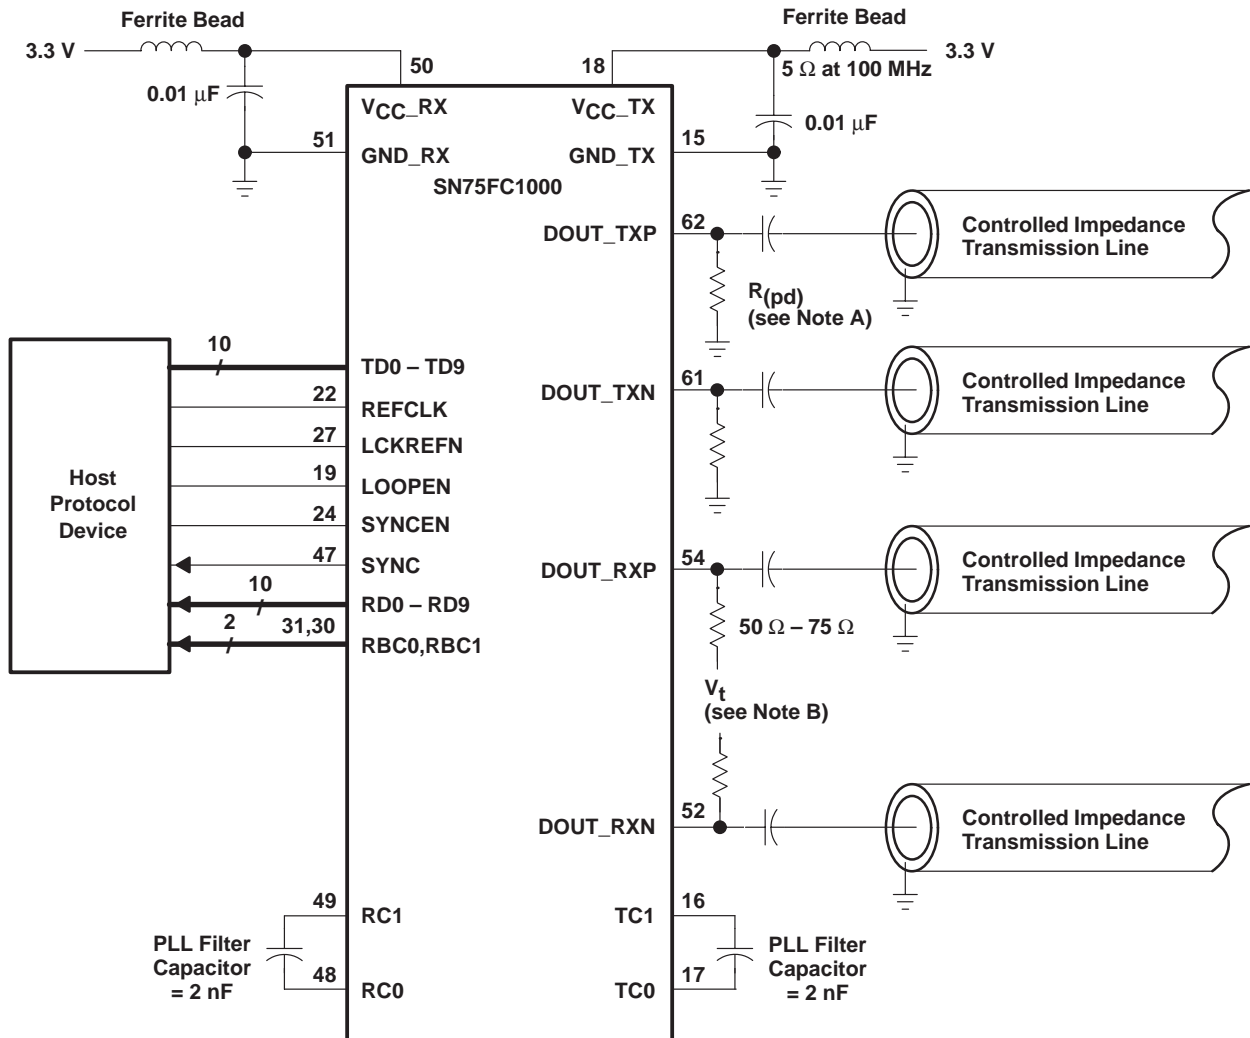 Ferrite Bead
3.3 V
0.01 μF
50
V_CC_RX
51
GND_RX
Ferrite Bead
3.3 V
5 Ω at 100 MHz
18
V_CC_TX
0.01 μF
15
GND_TX
SN75FC1000
62
DOUT_TXP
R_(pd)
(see Note A)
Controlled Impedance
Transmission Line
61
DOUT_TXN
Controlled Impedance
Transmission Line
Host
Protocol
Device
10
TD0 – TD9
22
REFCLK
27
LCKREFN
19
LOOPEN
24
SYNCEN
47
SYNC
10
RD0 – RD9
2
31,30
RBC0,RBC1
54
DOUT_RXP
50 Ω – 75 Ω
V_t
(see Note B)
Controlled Impedance
Transmission Line
52
DOUT_RXN
Controlled Impedance
Transmission Line
49
RC1
PLL Filter
Capacitor
= 2 nF
48
RC0
16
TC1
PLL Filter
Capacitor
= 2 nF
17
TC0